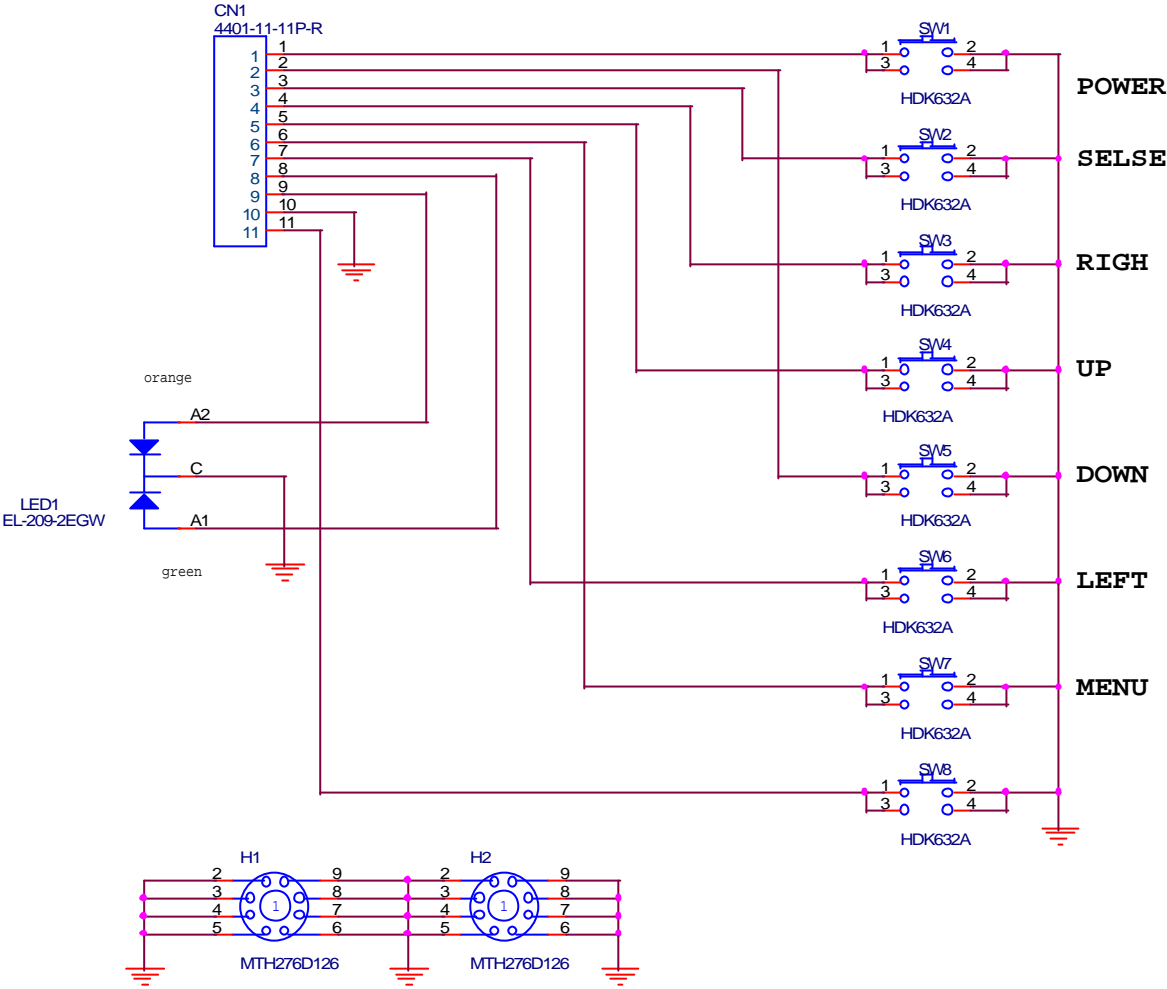 CN1
4401-11-11P-R
1 1
2 2
3 3
4 4
5 5
6 6
7 7
8 8
9 9
10 10
11 11
SW1
1 2
3 4
HDK632A
POWER
SW2
1 2
3 4
HDK632A
SELSE
SW3
1 2
3 4
HDK632A
RIGH
SW4
1 2
3 4
HDK632A
UP
SW5
1 2
3 4
HDK632A
DOWN
SW6
1 2
3 4
HDK632A
LEFT
SW7
1 2
3 4
HDK632A
MENU
SW8
1 2
3 4
HDK632A
orange
A2
C
LED1
EL-209-2EGW
A1
green
H1
2 9
3 8
1
4 7
5 6
MTH276D126
H2
2 9
3 8
1
4 7
5 6
MTH276D126